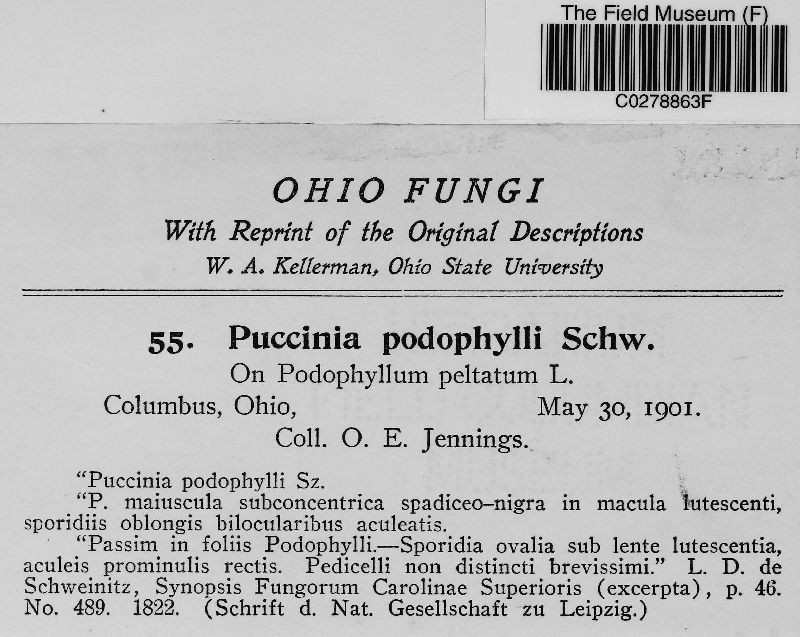 The Field Museum (F)
C0278863F
OHIO FUNGI
With Reprint of the Original Descriptions
W. A. Kellerman, Ohio State University
55. Puccinia podophylli Schw.
On Podophyllum peltatum L.
Columbus, Ohio, May 30, 1901.
Coll. O. E. Jennings.
"Puccinia podophylli Sz.
"P. maiuscula subconcentrica spadiceo-nigra in macula lutescenti,
sporidiis oblongis bilocularibus aculeatis.
"Passim in foliis Podophylli.—Sporidia ovalia sub lente lutescentia,
aculeis prominulis rectis. Pedicelli non distincti brevissimi." L. D. de
Schweinitz, Synopsis Fungorum Carolinae Superioris (excerpta), p. 46.
No. 489. 1822. (Schrift d. Nat. Gesellschaft zu Leipzig.)